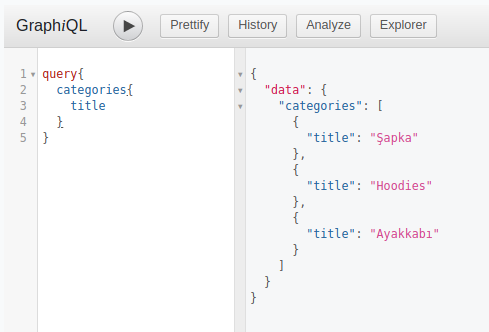 GraphiQL Prettify History Analyze Explorer
1 query{
2 categories{
3 title
4 }
5 }
{
"data": {
"categories": [
{
"title": "Şapka"
},
{
"title": "Hoodies"
},
{
"title": "Ayakkabı"
}
]
}
}